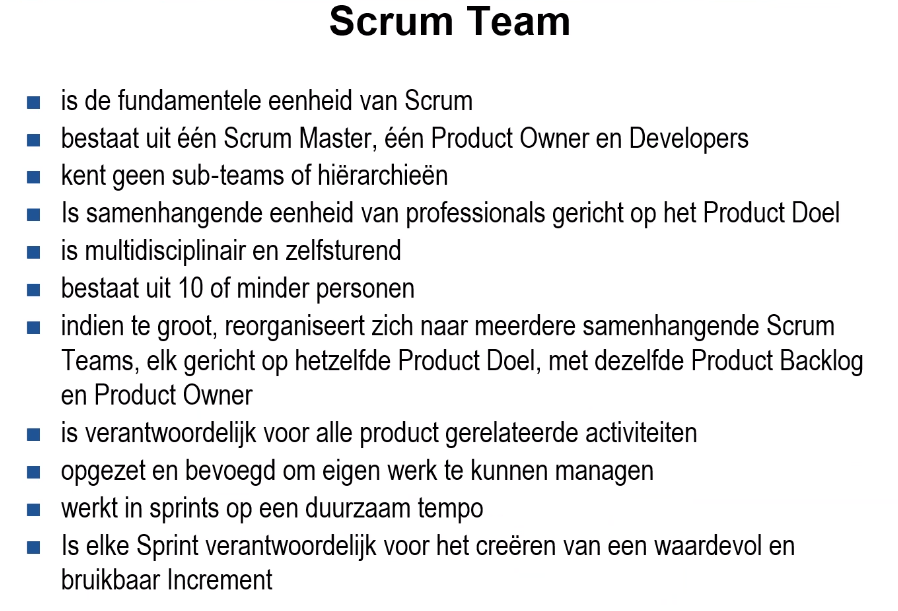 Scrum Team
is de fundamentele eenheid van Scrum
bestaat uit één Scrum Master, één Product Owner en Developers
kent geen sub-teams of hiërarchieën
Is samenhangende eenheid van professionals gericht op het Product Doel
is multidisciplinair en zelfsturend
bestaat uit 10 of minder personen
indien te groot, reorganiseert zich naar meerdere samenhangende Scrum
Teams, elk gericht op hetzelfde Product Doel, met dezelfde Product Backlog
en Product Owner
is verantwoordelijk voor alle product gerelateerde activiteiten
opgezet en bevoegd om eigen werk te kunnen managen
werkt in sprints op een duurzaam tempo
Is elke Sprint verantwoordelijk voor het creëren van een waardevol en
bruikbaar Increment